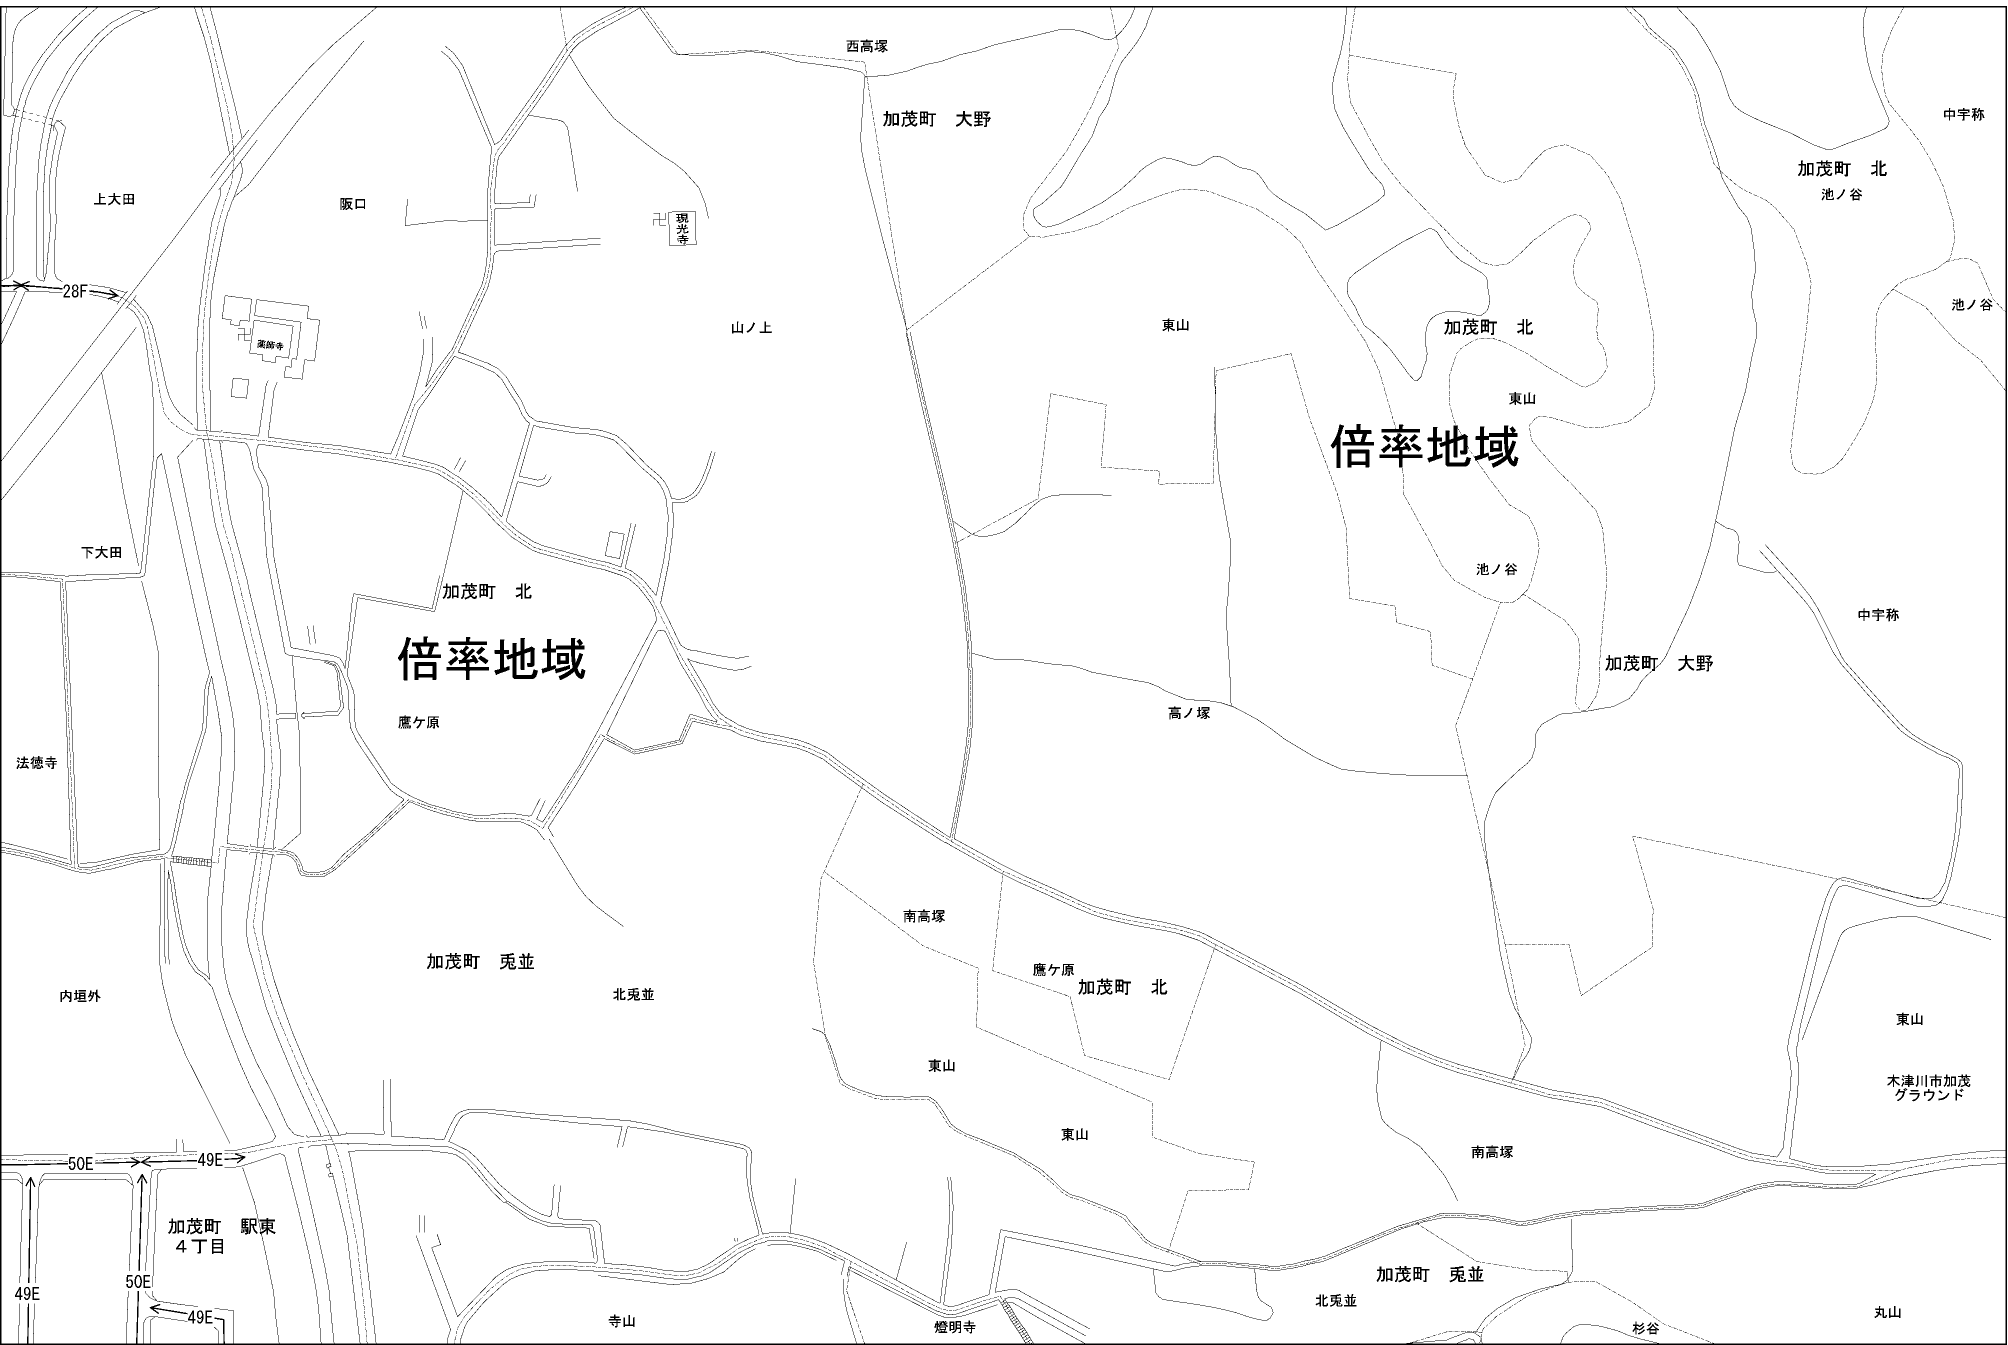 西高塚
加茂町　大野
中宇称
加茂町　北
池ノ谷
上大田
阪口
現光寺
28F
池ノ谷
薬師寺
山ノ上
東山
加茂町　北
東山
倍率地域
下大田
池ノ谷
加茂町　北
中宇称
倍率地域
加茂町　大野
鷹ケ原
高ノ塚
法徳寺
南高塚
加茂町　兎並
鷹ケ原
加茂町　北
内垣外
北兎並
東山
東山
木津川市加茂
グラウンド
東山
南高塚
50E
49E
加茂町　駅東
４丁目
50E
49E
49E
加茂町　兎並
北兎並
寺山
燈明寺
杉谷
丸山